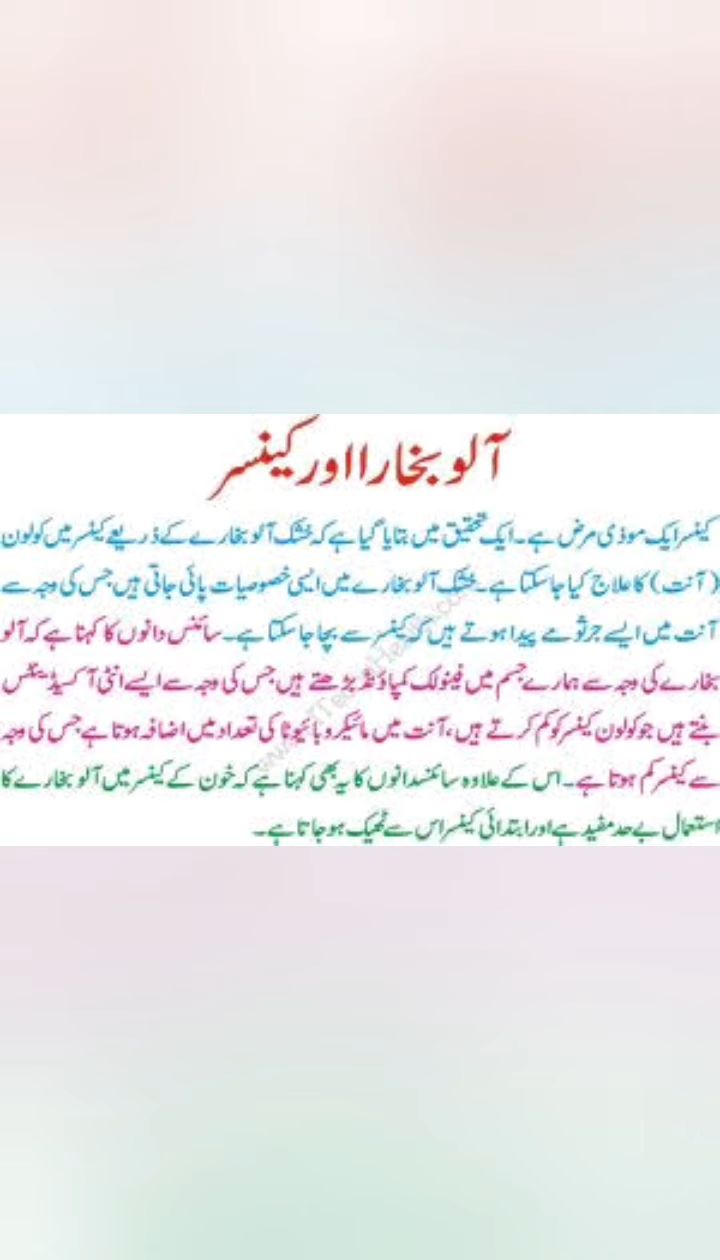 آلو بخارا اور کینسر
کینسر ایک موذی مرض ہے۔ ایک تحقیق میں بتایا گیا ہے کہ خشک آلو بخارے کے ذریعے کینسر میں کولون
(آنت) کا علاج کیا جاسکتا ہے۔ خشک آلو بخارے میں ایسی خصوصیات پائی جاتی ہیں جس کی وجہ سے
آنت میں ایسے جرثومے پیدا ہوتے ہیں کہ کینسر سے بچا جاسکتا ہے۔ سائنس دانوں کا کہنا ہے کہ آلو
بخارے کی وجہ سے ہمارے جسم میں فینولک کمپاؤنڈ بڑھتے ہیں جس کی وجہ سے ایسے انٹی آکسیڈینٹس
بنتے ہیں جو کولون کینسر کو کم کرتے ہیں، آنت میں مائیکروبائیوٹا کی تعداد میں اضافہ ہوتا ہے جس کی وجہ
سے کینسر کم ہوتا ہے۔ اس کے علاوہ سائنسدانوں کا یہ بھی کہنا ہے کہ خون کے کینسر میں آلو بخارے کا
استعمال بے حد مفید ہے اور ابتدائی کینسر اس سے ٹھیک ہو جاتا ہے۔